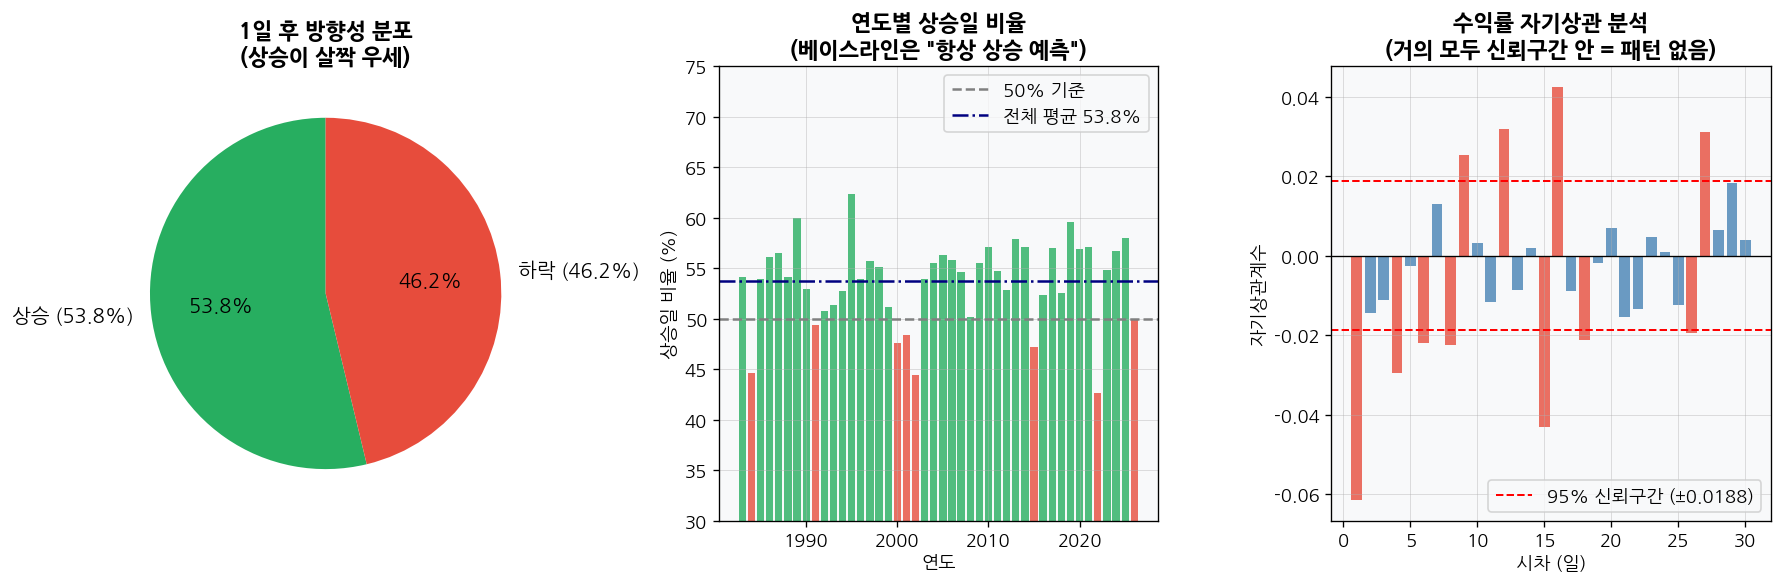 1일 후 방향성 분포
(상승이 살짝 우세)
상승 (53.8%)
53.8%
46.2%
하락 (46.2%)
연도별 상승일 비율
(베이스라인은 "항상 상승 예측")
50% 기준
전체 평균 53.8%
상승일 비율 (%)
75
70
65
60
55
50
45
40
35
30
1990
2000
2010
2020
연도
수익률 자기상관 분석
(거의 모두 신뢰구간 안 = 패턴 없음)
자기상관계수
0.04
0.02
0.00
-0.02
-0.04
-0.06
95% 신뢰구간 (±0.0188)
0
5
10
15
20
25
30
시차 (일)